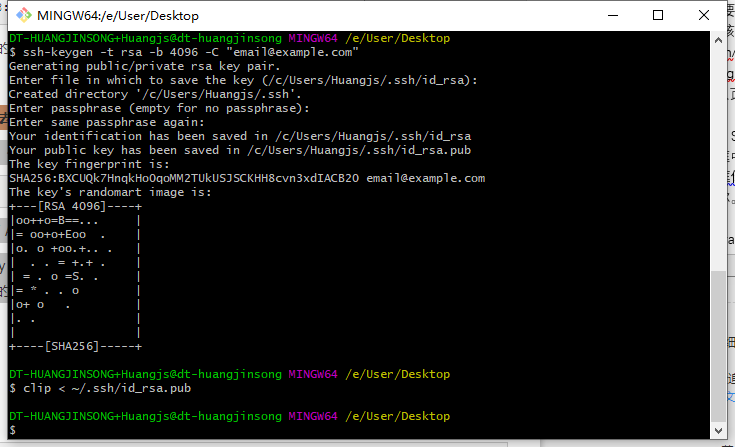 MINGW64:/e/User/Desktop
DT-HUANGJINSONG+Huangjs@dt-huangjinsong MINGW64 /e/User/Desktop
$ ssh-keygen -t rsa -b 4096 -C "email@example.com"
Generating public/private rsa key pair.
Enter file in which to save the key (/c/Users/Huangjs/.ssh/id_rsa):
Created directory '/c/Users/Huangjs/.ssh'.
Enter passphrase (empty for no passphrase):
Enter same passphrase again:
Your identification has been saved in /c/Users/Huangjs/.ssh/id_rsa
Your public key has been saved in /c/Users/Huangjs/.ssh/id_rsa.pub
The key fingerprint is:
SHA256:BXCUQk7HnqkHoOqoMM2TUkUSJSCKHH8cvn3xdIACB2O email@example.com
The key's randomart image is:
+---[RSA 4096]----+
|oo++o=B==...     |
|= oo+o+Eoo  .    |
|o. o +oo.+.. .   |
|  . . = +.+ .    |
| = . o =S. .     |
|= * . . o        |
|o+ o   .         |
|. .              |
|                 |
+----[SHA256]-----+
DT-HUANGJINSONG+Huangjs@dt-huangjinsong MINGW64 /e/User/Desktop
$ clip < ~/.ssh/id_rsa.pub
DT-HUANGJINSONG+Huangjs@dt-huangjinsong MINGW64 /e/User/Desktop
$